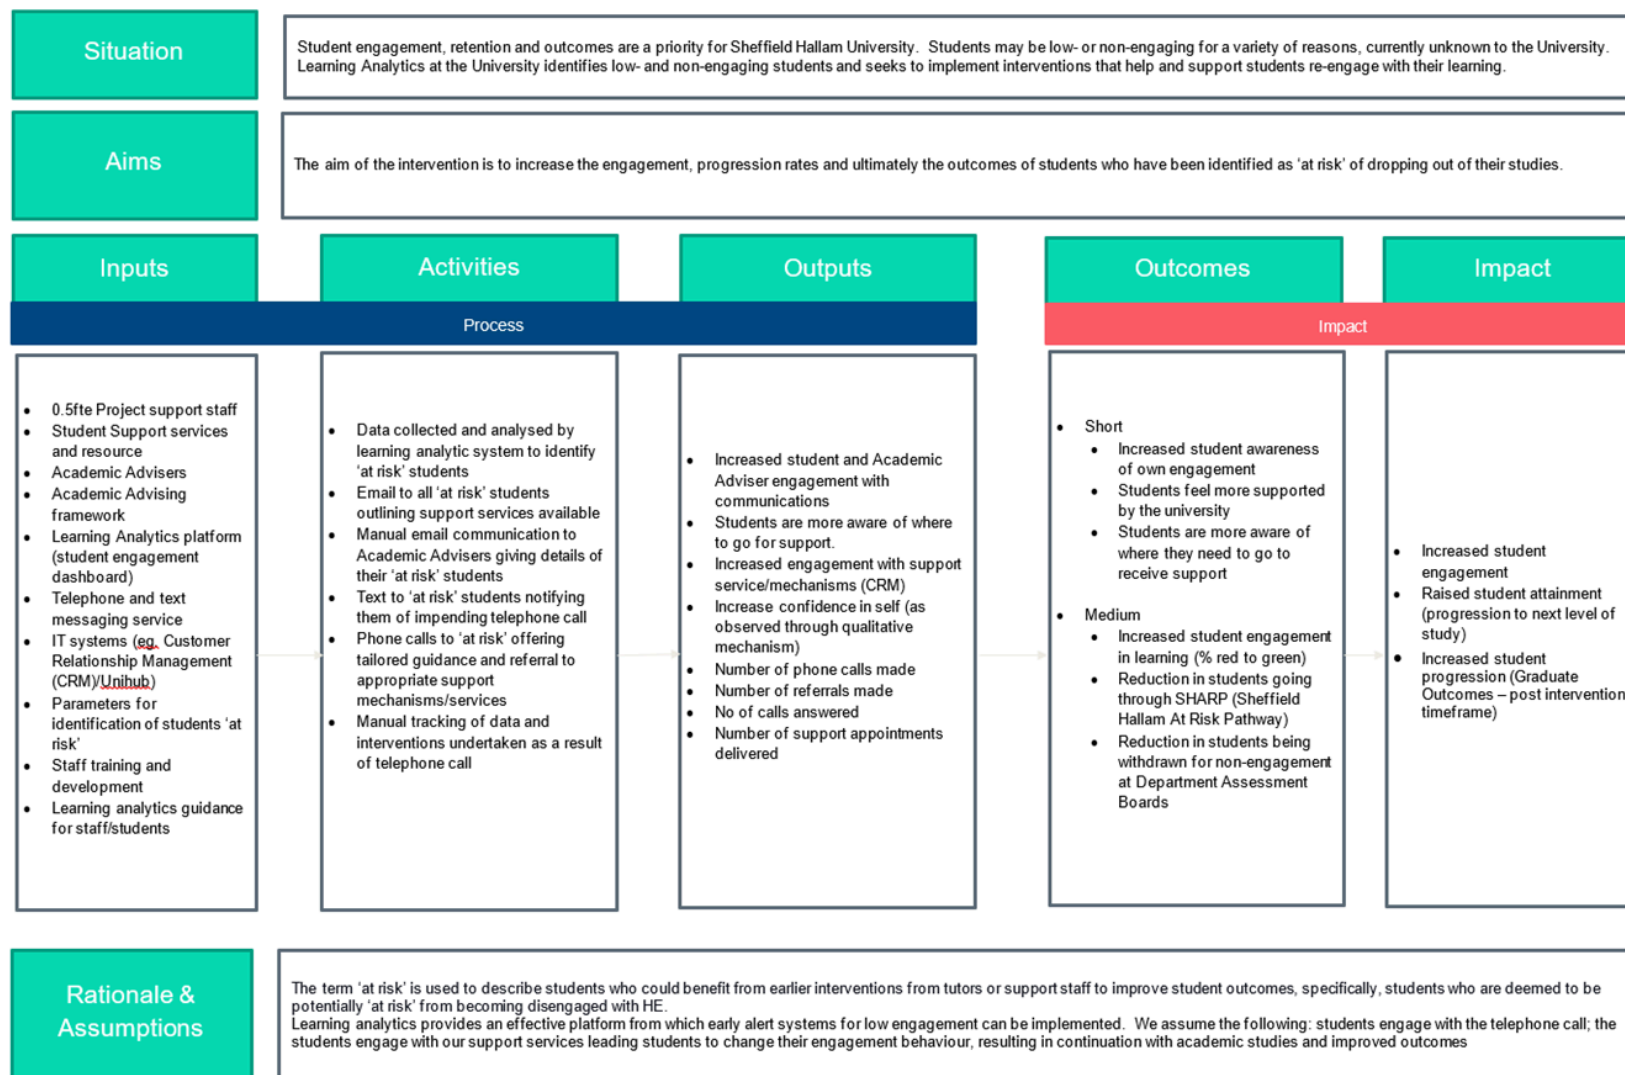 Situation
Student engagement, retention and outcomes are a priority for Sheffield Hallam University. Students may be low- or non-engaging for a variety of reasons, currently unknown to the University.
Learning Analytics at the University identifies low- and non-engaging students and seeks to implement interventions that help and support students re-engage with their learning.
Aims
The aim of the intervention is to increase the engagement, progression rates and ultimately the outcomes of students who have been identified as ‘at risk’ of dropping out of their studies.
Inputs
Activities
Outputs
Outcomes
Impact
Process
Impact
• 0.5fte Project support staff
• Student Support services
and resource
• Academic Advisers
• Academic Advising
framework
• Learning Analytics platform
(student engagement
dashboard)
• Telephone and text
messaging service
• IT systems (eg. Customer
Relationship Management
(CRM)/Unihub)
• Parameters for
identification of students ‘at
risk’
• Staff training and
development
• Learning analytics guidance
for staff/students
• Data collected and analysed by
learning analytic system to identify
‘at risk’ students
• Email to all ‘at risk’ students
outlining support services available
• Manual email communication to
Academic Advisers giving details of
their ‘at risk’ students
• Text to ‘at risk’ students notifying
them of impending telephone call
• Phone calls to ‘at risk’ offering
tailored guidance and referral to
appropriate support
mechanisms/services
• Manual tracking of data and
interventions undertaken as a result
of telephone call
• Increased student and Academic
Adviser engagement with
communications
• Students are more aware of where
to go for support.
• Increased engagement with support
service/mechanisms (CRM)
• Increase confidence in self (as
observed through qualitative
mechanism)
• Number of phone calls made
• Number of referrals made
• No of calls answered
• Number of support appointments
delivered
• Short
• Increased student awareness
of own engagement
• Students feel more supported
by the university
• Students are more aware of
where they need to go to
receive support
• Medium
• Increased student engagement
in learning (% red to green)
• Reduction in students going
through SHARP (Sheffield
Hallam At Risk Pathway)
• Reduction in students being
withdrawn for non-engagement
at Department Assessment
Boards
• Increased student
engagement
• Raised student attainment
(progression to next level of
study)
• Increased student
progression (Graduate
Outcomes – post intervention
timeframe)
Rationale &
Assumptions
The term ‘at risk’ is used to describe students who could benefit from earlier interventions from tutors or support staff to improve student outcomes, specifically, students who are deemed to be
potentially ‘at risk’ from becoming disengaged with HE.
Learning analytics provides an effective platform from which early alert systems for low engagement can be implemented. We assume the following: students engage with the telephone call; the
students engage with our support services leading students to change their engagement behaviour, resulting in continuation with academic studies and improved outcomes